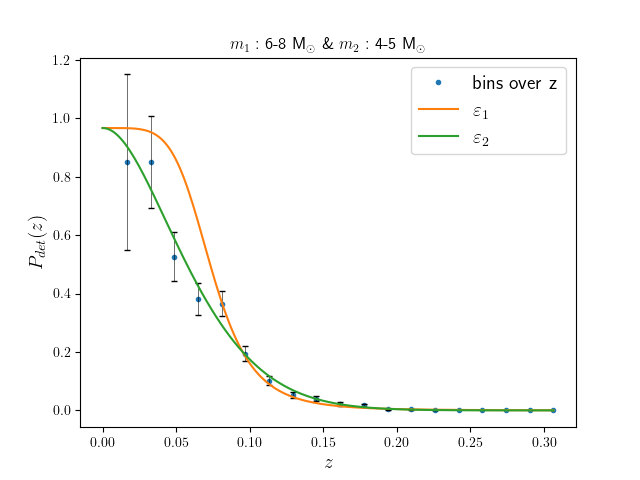 m₁ : 6-8 M⊙ & m₂ : 4-5 M⊙
1.2
1.0
0.8
0.6
0.4
0.2
0.0
P_det(z)
bins over z
ε₁
ε₂
0.00 0.05 0.10 0.15 0.20 0.25 0.30
z